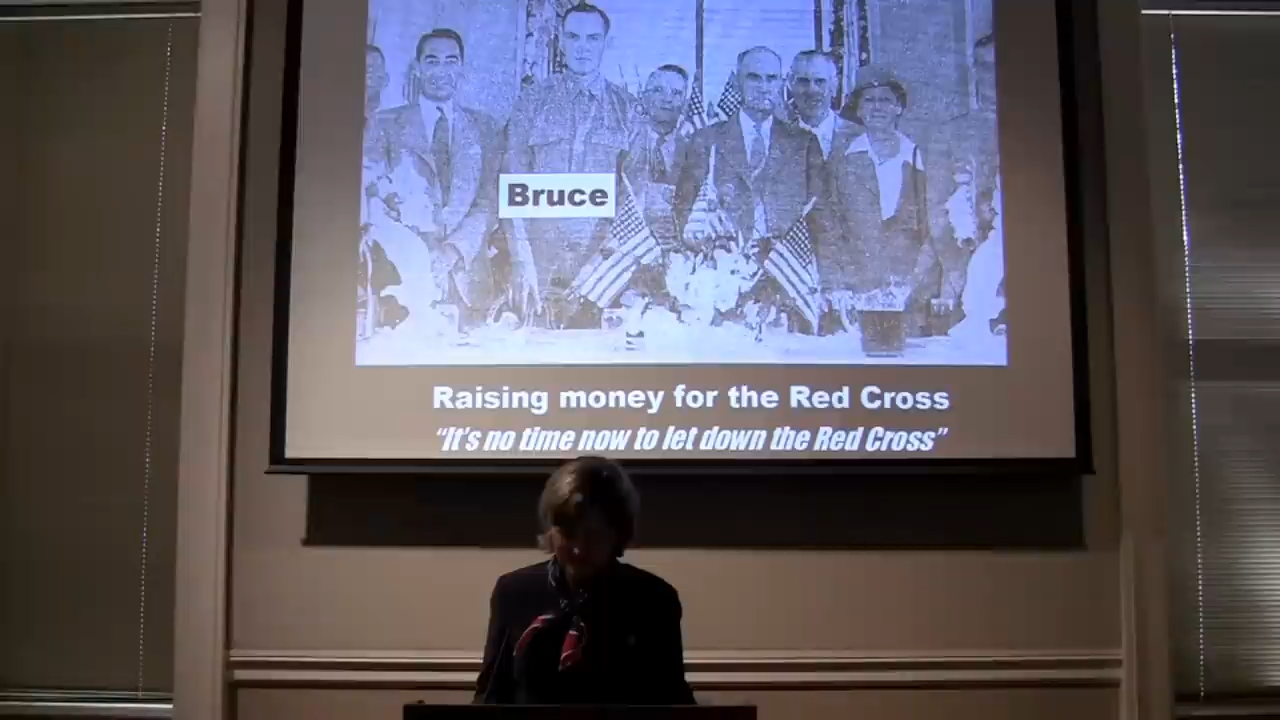 Bruce
Raising money for the Red Cross
“It's no time now to let down the Red Cross”